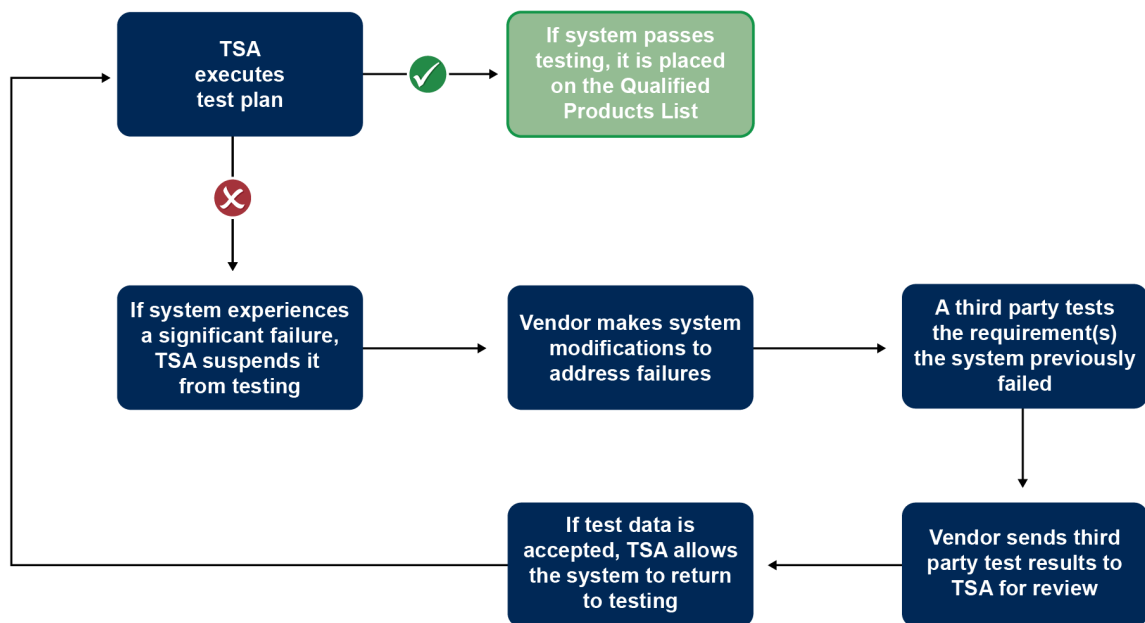 TSA
executes
test plan
If system passes
testing, it is placed
on the Qualified
Products List
If system experiences
a significant failure,
TSA suspends it
from testing
Vendor makes system
modifications to
address failures
A third party tests
the requirement(s)
the system previously
failed
Vendor sends third
party test results to
TSA for review
If test data is
accepted, TSA allows
the system to return
to testing